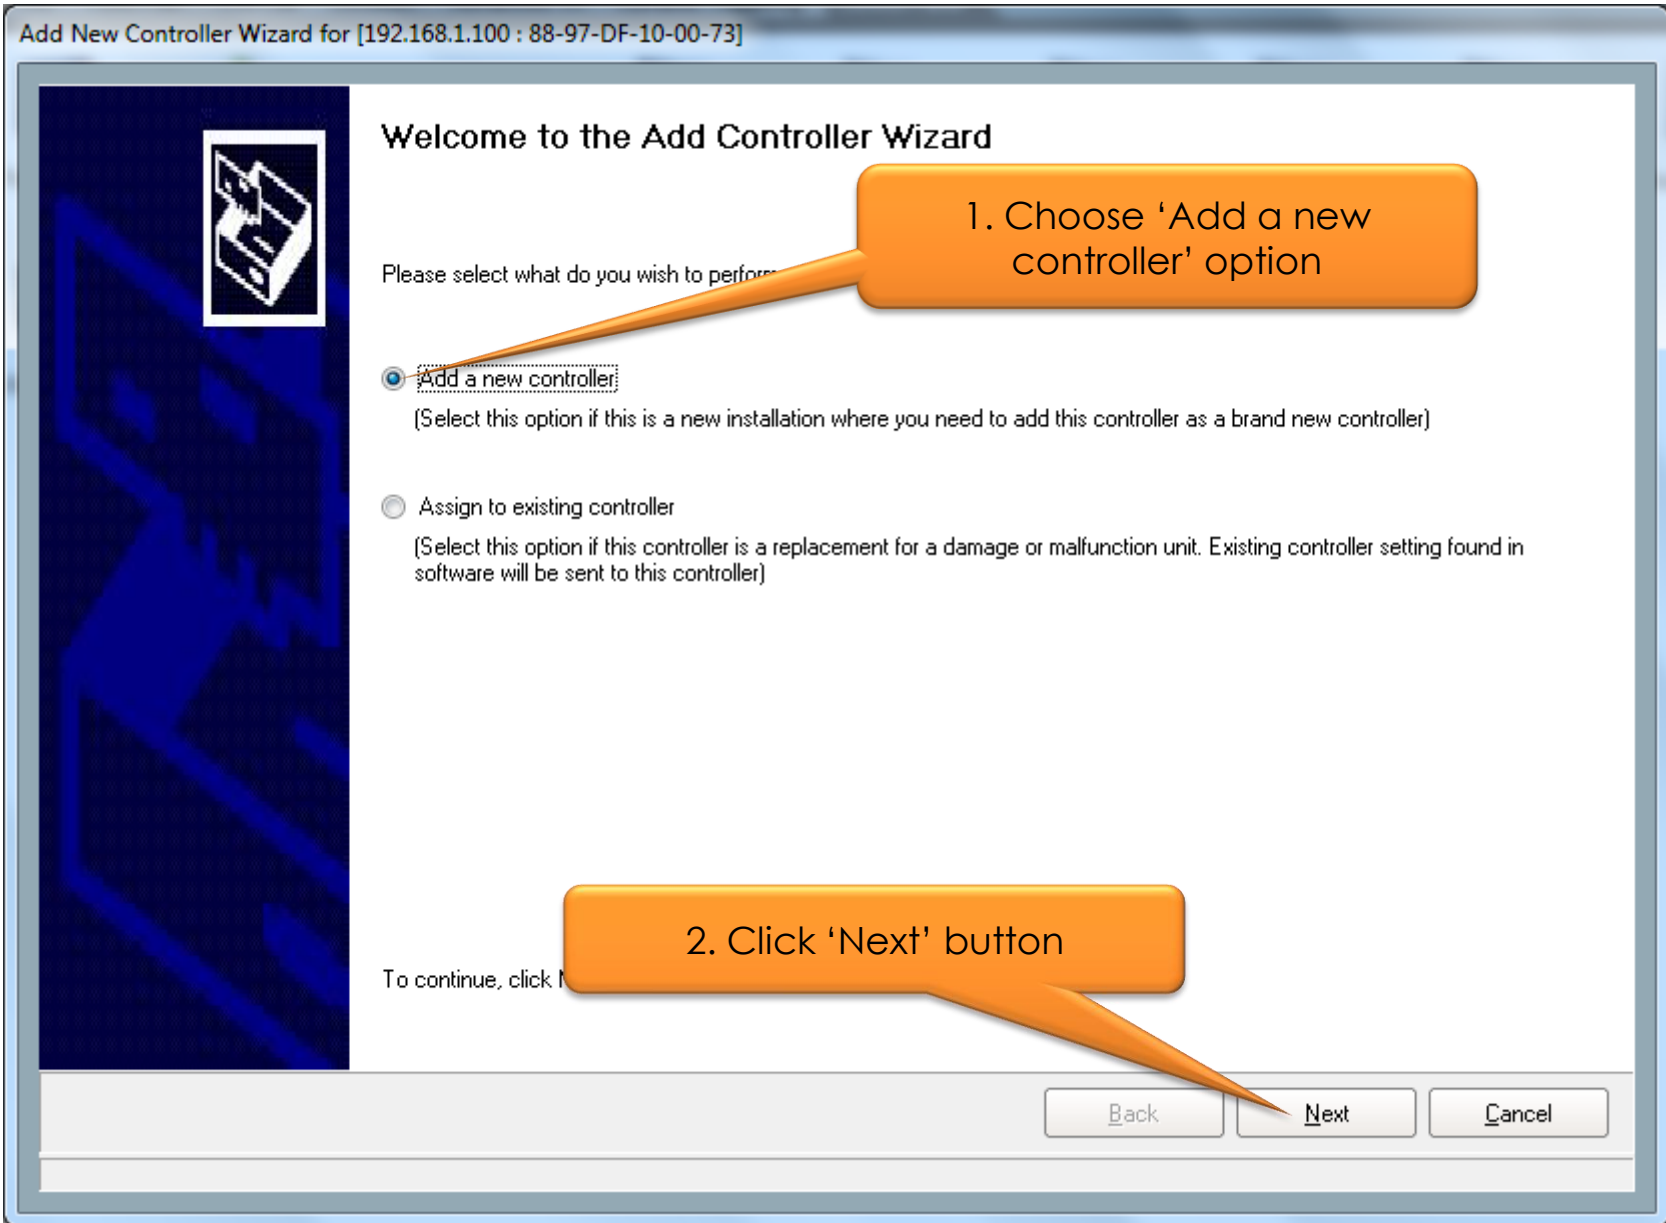 Add New Controller Wizard for [192.168.1.100 : 88-97-DF-10-00-73]
Welcome to the Add Controller Wizard
1. Choose ‘Add a new
controller’ option
Please select what do you wish to
Add a new controller
(Select this option if this is a new installation where you need to add this controller as a brand new controller)
Assign to existing controller
(Select this option if this controller is a replacement for a damage or malfunction unit. Existing controller setting found in
software will be sent to this controller)
2. Click ‘Next’ button
To continue, click
Back
Next
Cancel